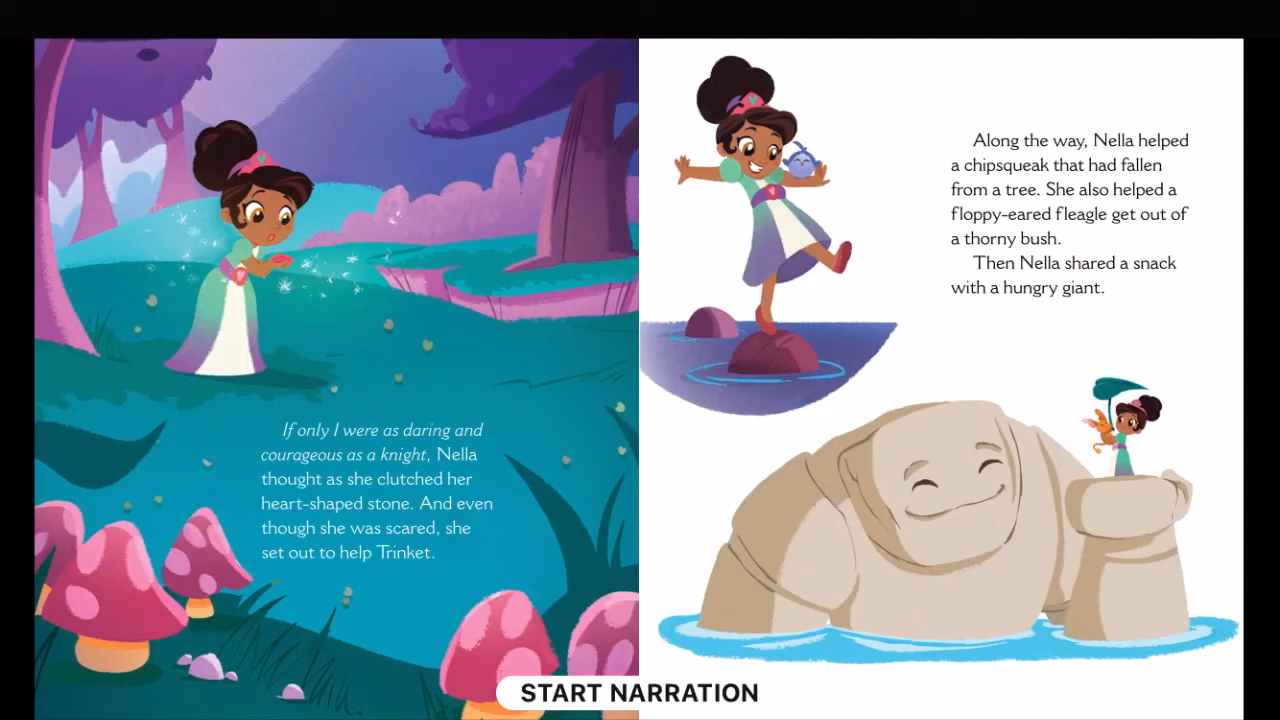 If only I were as daring and
courageous as a knight, Nella
thought as she clutched her
heart-shaped stone. And even
though she was scared, she
set out to help Trinket.
Along the way, Nella helped
a chipsqueak that had fallen
from a tree. She also helped a
floppy-eared fleagle get out of
a thorny bush.
Then Nella shared a snack
with a hungry giant.
START NARRATION